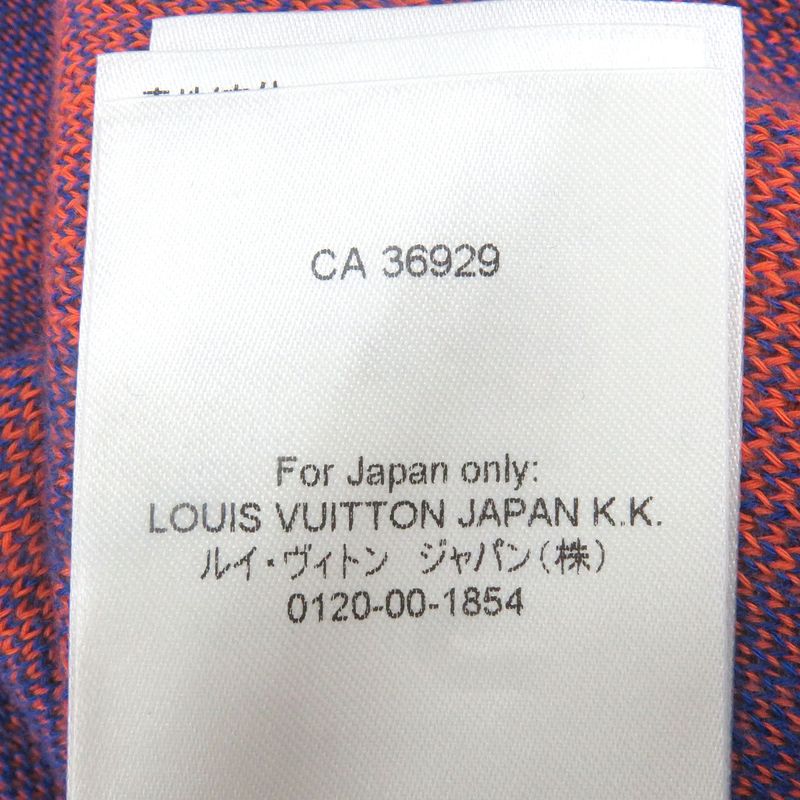 CA 36929
For Japan only:
LOUIS VUITTON JAPAN K.K.
ルイ・ヴィトン ジャパン(株)
0120-00-1854